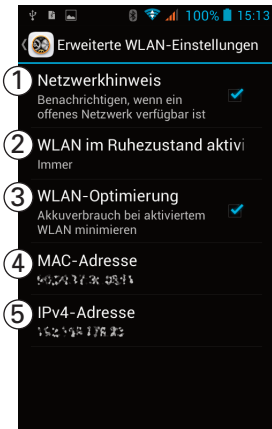 100% 15:13
Erweiterte WLAN-Einstellungen
1 Netzwerkhinweis
Benachrichtigen, wenn ein
offenes Netzwerk verfügbar ist
2 WLAN im Ruhezustand aktivi
Immer
3 WLAN-Optimierung
Akkuverbrauch bei aktiviertem
WLAN minimieren
4 MAC-Adresse
5 IPv4-Adresse